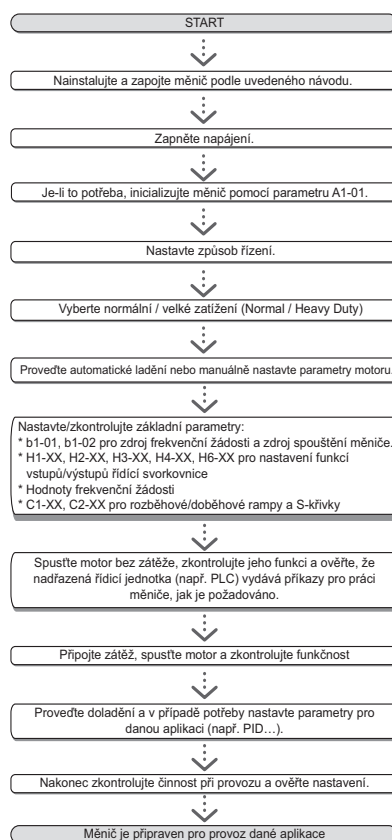 START
Nainstalujte a zapojte měnič podle uvedeného návodu.
Zapněte napájení.
Je-li to potřeba, inicializujte měnič pomocí parametru A1-01.
Nastavte způsob řízení.
Vyberte normální / velké zatížení (Normal / Heavy Duty)
Proveďte automatické ladění nebo manuálně nastavte parametry motoru.
Nastavte/zkontrolujte základní parametry:
* b1-01, b1-02 pro zdroj frekvenční žádosti a zdroj spouštění měniče.
* H1-XX, H2-XX, H3-XX, H4-XX, H6-XX pro nastavení funkcí
vstupů/výstupů řídící svorkovnice
* Hodnoty frekvenční žádosti
* C1-XX, C2-XX pro rozběhové/doběhové rampy a S-křivky
Spusťte motor bez zátěže, zkontrolujte jeho funkci a ověřte, že
nadřazená řídicí jednotka (např. PLC) vydává příkazy pro práci
měniče, jak je požadováno.
Připojte zátěž, spusťte motor a zkontrolujte funkčnost
Proveďte doladění a v případě potřeby nastavte parametry pro
danou aplikaci (např. PID…).
Nakonec zkontrolujte činnost při provozu a ověřte nastavení.
Měnič je připraven pro provoz dané aplikace